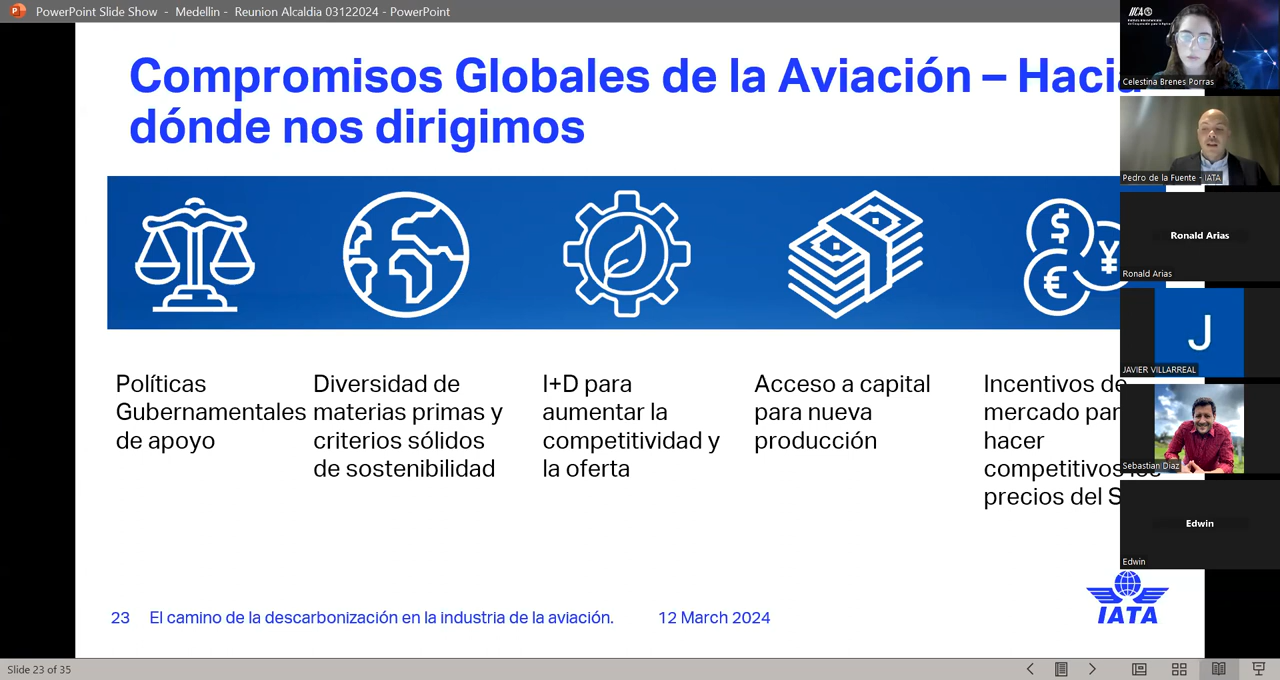 PowerPoint Slide Show - Medellin - Reunion Alcaldia 03122024 - PowerPoint
Compromisos Globales de la Aviación – Hacia
dónde nos dirigimos
Políticas
Gubernamentales
de apoyo
Diversidad de
materias primas y
criterios sólidos
de sostenibilidad
I+D para
aumentar la
competitividad y
la oferta
Acceso a capital
para nueva
producción
Incentivos de
mercado par
hacer
competitivos los
precios del S
23 El camino de la descarbonización en la industria de la aviación. 12 March 2024
IATA
IICA
Celestina Brenes Porras
Pedro de la Fuente - IATA
Ronald Arias
Ronald Arias
J
JAVIER VILLARREAL
Sebastian Diaz
Edwin
Edwin
Slide 23 of 35